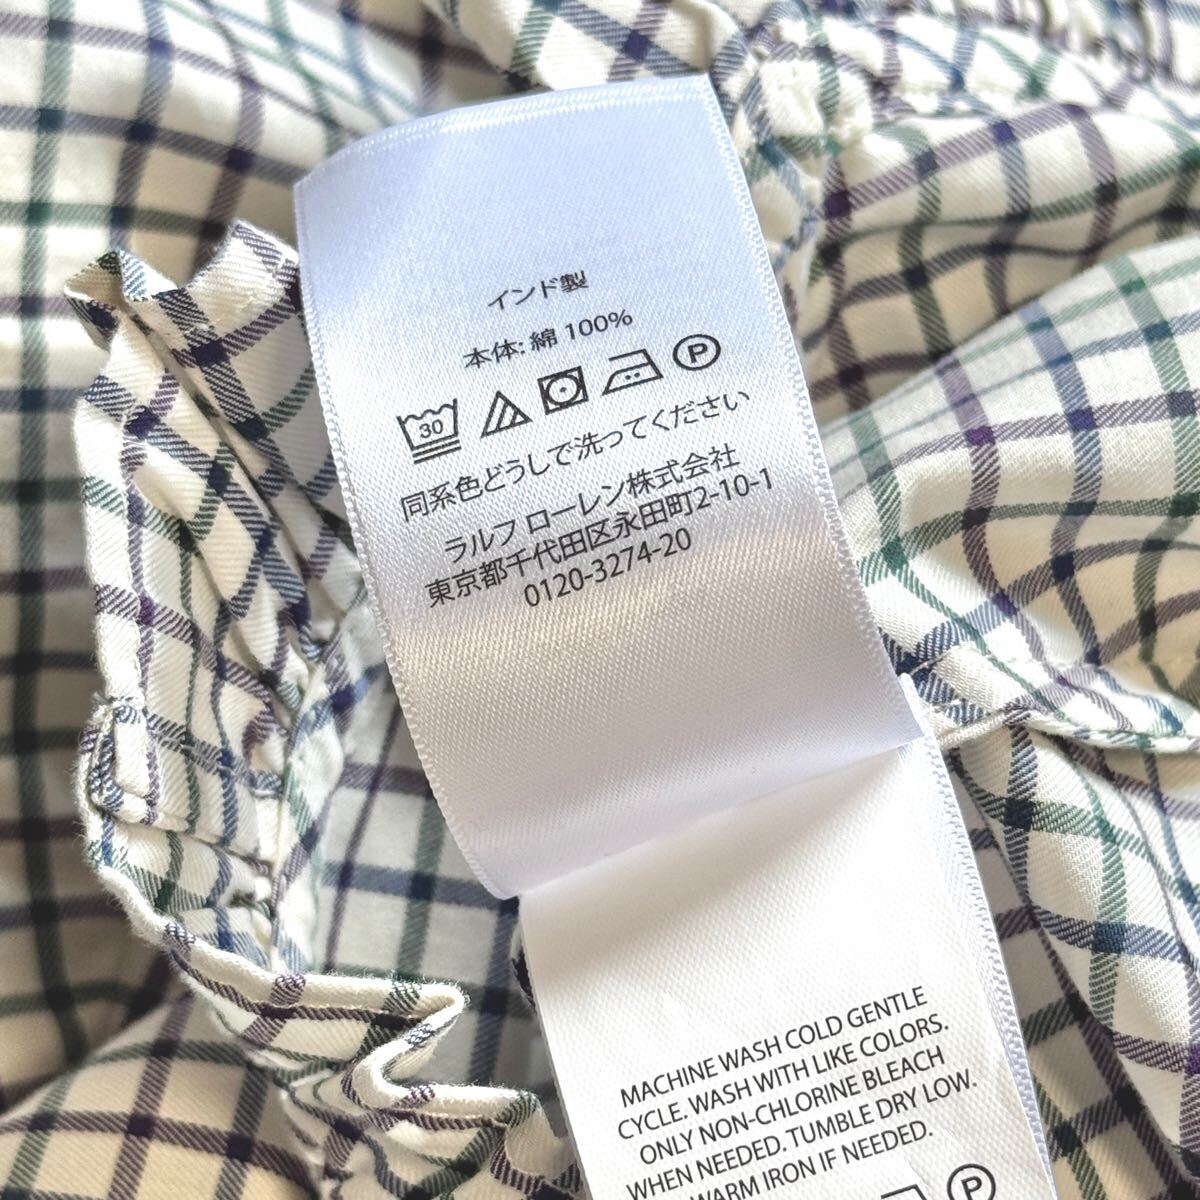 インド製
本体: 綿 100%
30 P
同系色どうしで洗ってください
ラルフ ローレン株式会社
東京都千代田区永田町2-10-1
0120-3274-20
MACHINE WASH COLD GENTLE
CYCLE. WASH WITH LIKE COLORS.
ONLY NON-CHLORINE BLEACH
WHEN NEEDED. TUMBLE DRY LOW.
WARM IRON IF NEEDED.
P